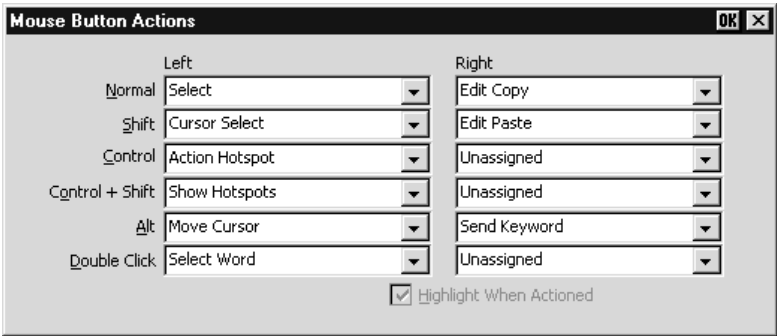 Mouse Button Actions OK
Left Right
Normal Select Edit Copy
Shift Cursor Select Edit Paste
Control Action Hotspot Unassigned
Control + Shift Show Hotspots Unassigned
Alt Move Cursor Send Keyword
Double Click Select Word Unassigned
Highlight When Actioned